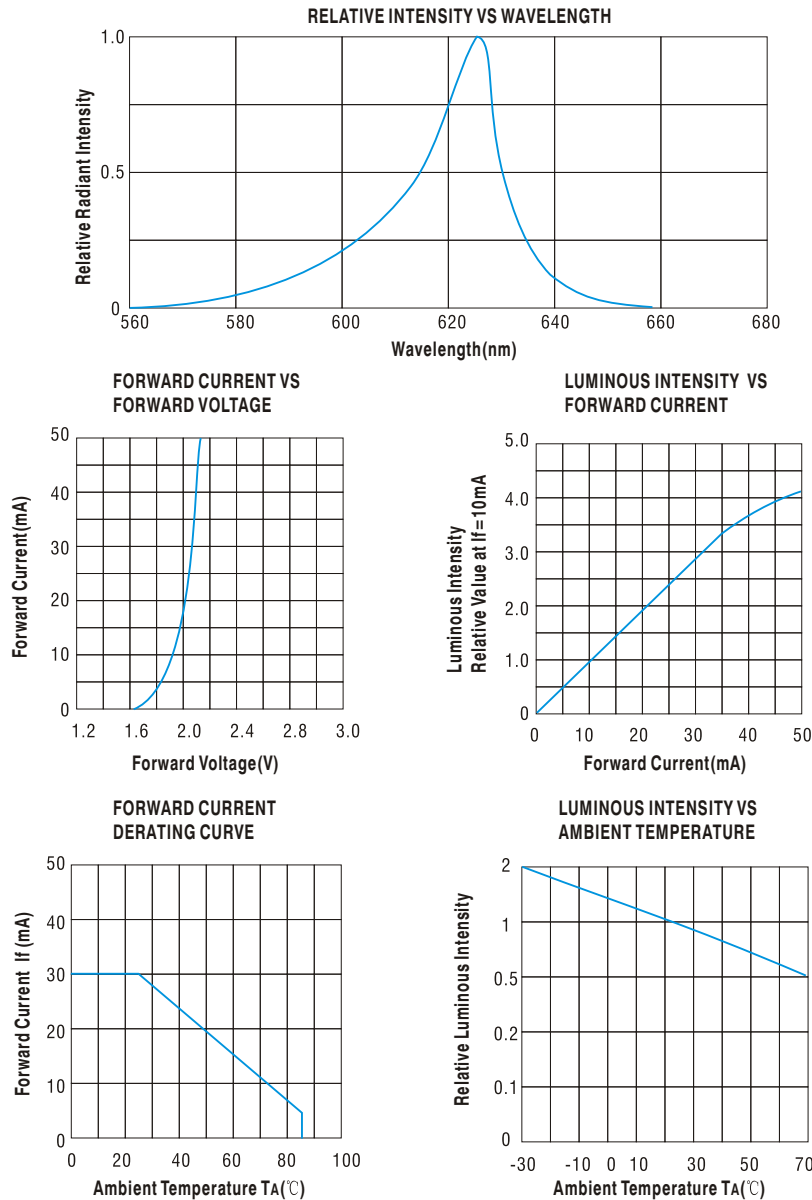 RELATIVE INTENSITY VS WAVELENGTH
1.0
0.5
0
Relative Radiant Intensity
560 580 600 620 640 660 680
Wavelength(nm)
FORWARD CURRENT VS
FORWARD VOLTAGE
50
40
30
20
10
0
Forward Current(mA)
1.2 1.6 2.0 2.4 2.8 3.0
Forward Voltage(V)
LUMINOUS INTENSITY VS
FORWARD CURRENT
5.0
4.0
3.0
2.0
1.0
0
Luminous Intensity
Relative Value at If=10mA
0 10 20 30 40 50
Forward Current(mA)
FORWARD CURRENT
DERATING CURVE
50
40
30
20
10
0
Forward Current If (mA)
0 20 40 60 80 100
Ambient Temperature TA(℃)
LUMINOUS INTENSITY VS
AMBIENT TEMPERATURE
2
1
0.5
0.2
0.1
0
Relative Luminous Intensity
-30 -10 0 10 30 50 70
Ambient Temperature TA(℃)